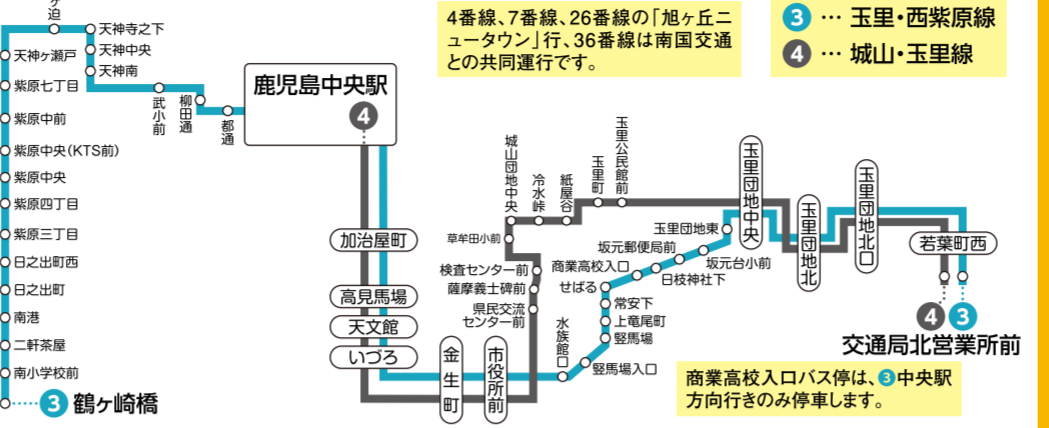 ヶ迫
天神寺之下
天神中央
天神南
天神ヶ瀬戸
紫原七丁目
紫原中前
紫原中央(KTS前)
紫原中央
紫原四丁目
紫原三丁目
日之出町西
日之出町
南港
二軒茶屋
南小学校前
3 鶴ヶ崎橋
武小前
柳田通
都通
鹿児島中央駅
4
4番線、7番線、26番線の「旭ヶ丘ニ
ュータウン」行、36番線は南国交通
との共同運行です。
3 … 玉里・西紫原線
4 … 城山・玉里線
加治屋町
高見馬場
天文館
いづろ
金生町
市役所前
城山団地中央
冷水峠
紙屋谷
玉里町
玉里公民館前
草牟田小前
検査センター前
薩摩義士碑前
県民交流
センター前
水族館口
竪馬場入口
竪馬場
上竜尾町
常安下
せばる
商業高校入口
日枝神社下
坂元郵便局前
坂元台小前
玉里団地東
玉里団地中央
玉里団地北
玉里団地北口
若葉町西
4 3
交通局北営業所前
商業高校入口バス停は、3中央駅
方向行きのみ停車します。